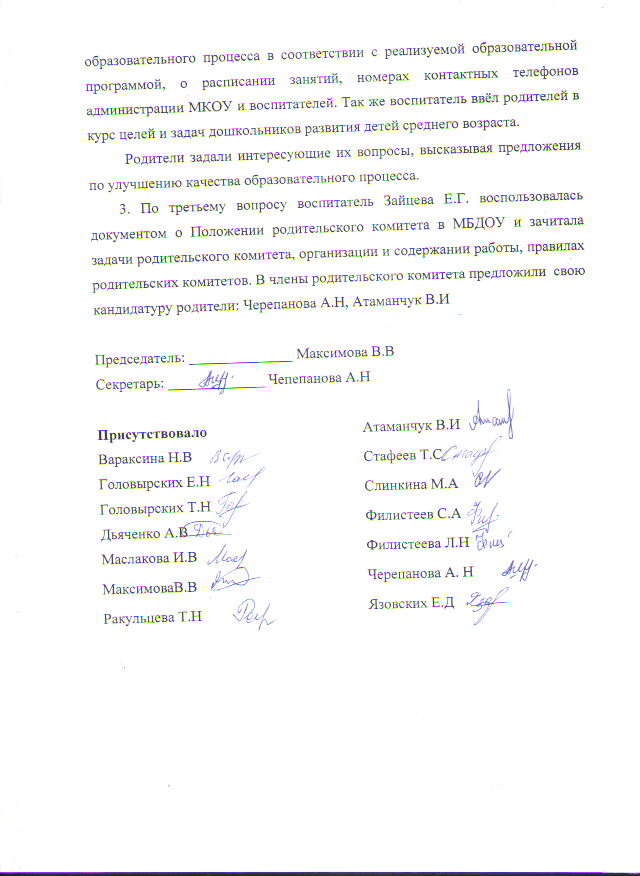 образовательного процесса в соответствии с реализуемой образовательной
программой, о расписании занятий, номерах контактных телефонов
администрации МКОУ и воспитателей. Так же воспитатель ввёл родителей в
курс целей и задач дошкольников развития детей среднего возраста.
Родители задали интересующие их вопросы, высказывая предложения
по улучшению качества образовательного процесса.
3. По третьему вопросу воспитатель Зайцева Е.Г. воспользовалась
документом о Положении родительского комитета в МБДОУ и зачитала
задачи родительского комитета, организации и содержании работы, правилах
родительских комитетов. В члены родительского комитета предложили свою
кандидатуру родители: Черепанова А.Н, Атаманчук В.И
Председатель: ______________ Максимова В.В
Секретарь: _____________ Чепепанова А.Н
Присутствовало
Вараксина Н.В
Головырских Е.Н
Головырских Т.Н
Дьяченко А.В
Маслакова И.В
МаксимоваВ.В
Ракульцева Т.Н
Атаманчук В.И
Стафеев Т.С
Слинкина М.А
Филистеев С.А
Филистеева Л.Н
Черепанова А. Н
Язовских Е.Д